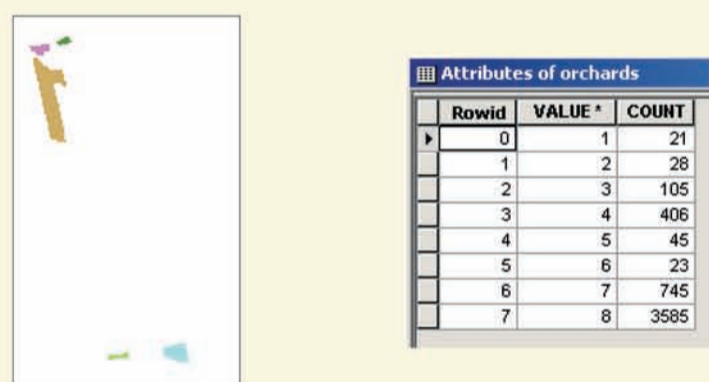 Attributes of orchards
Rowid VALUE * COUNT
0 1 21
1 2 28
2 3 105
3 4 406
4 5 45
5 6 23
6 7 745
7 8 3585